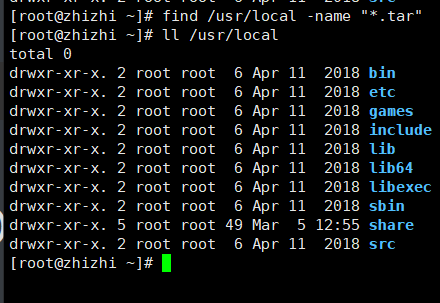 [root@zhizhi ~]# find /usr/local -name "*.tar"
[root@zhizhi ~]# ll /usr/local
total 0
drwxr-xr-x. 2 root root  6 Apr 11  2018 bin
drwxr-xr-x. 2 root root  6 Apr 11  2018 etc
drwxr-xr-x. 2 root root  6 Apr 11  2018 games
drwxr-xr-x. 2 root root  6 Apr 11  2018 include
drwxr-xr-x. 2 root root  6 Apr 11  2018 lib
drwxr-xr-x. 2 root root  6 Apr 11  2018 lib64
drwxr-xr-x. 2 root root  6 Apr 11  2018 libexec
drwxr-xr-x. 2 root root  6 Apr 11  2018 sbin
drwxr-xr-x. 5 root root 49 Mar  5 12:55 share
drwxr-xr-x. 2 root root  6 Apr 11  2018 src
[root@zhizhi ~]#